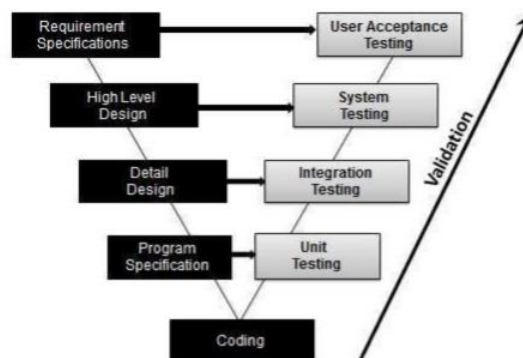 Requirement
Specifications
User Acceptance
Testing
High Level
Design
System
Testing
Detail
Design
Integration
Testing
Program
Specification
Unit
Testing
Coding
Validation